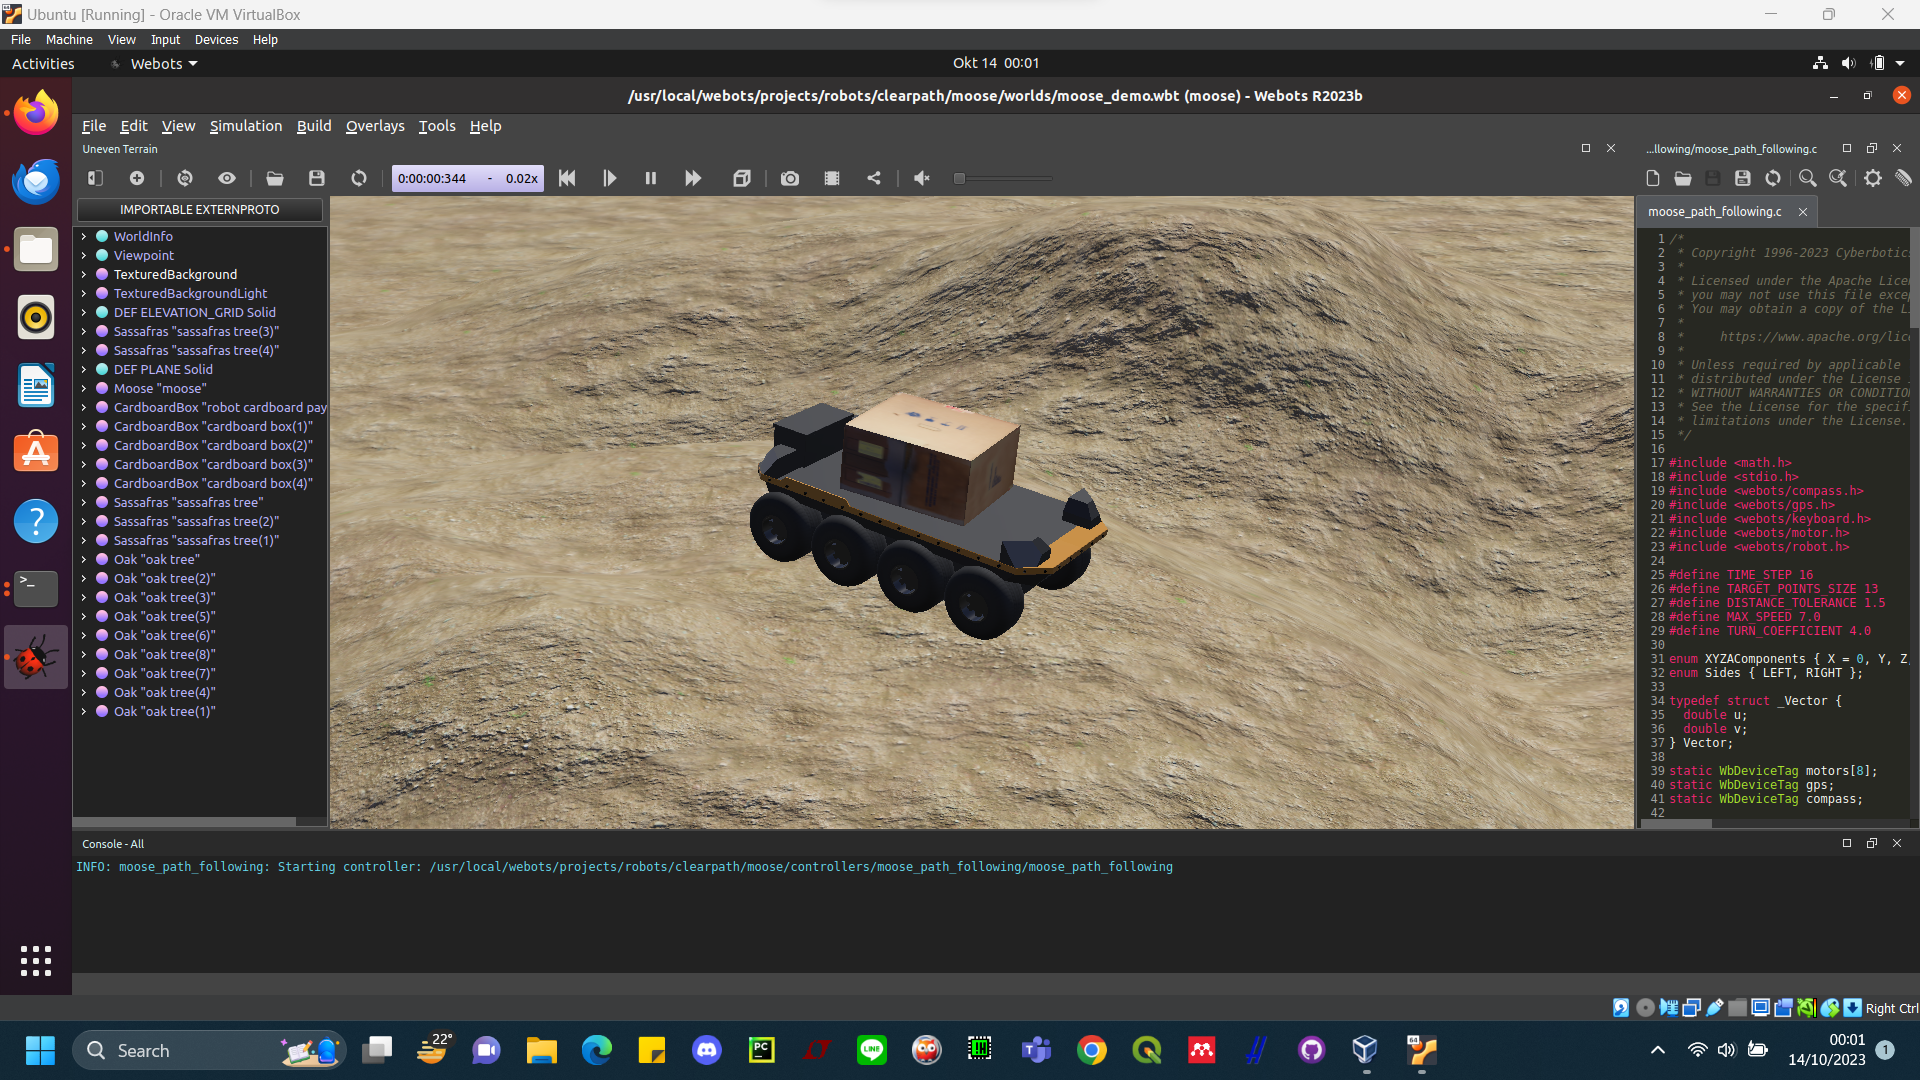 Ubuntu [Running] - Oracle VM VirtualBox
File Machine View Input Devices Help
Activities Webots Okt 14 00:01
/usr/local/webots/projects/robots/clearpath/moose/worlds/moose_demo.wbt (moose) - Webots R2023b
File Edit View Simulation Build Overlays Tools Help
Uneven Terrain
...llowing/moose_path_following.c
0:00:00:344 - 0.02x
IMPORTABLE EXTERNPROTO
WorldInfo
Viewpoint
TexturedBackground
TexturedBackgroundLight
DEF ELEVATION_GRID Solid
Sassafras "sassafras tree(3)"
Sassafras "sassafras tree(4)"
DEF PLANE Solid
Moose "moose"
CardboardBox "robot cardboard pay
CardboardBox "cardboard box(1)"
CardboardBox "cardboard box(2)"
CardboardBox "cardboard box(3)"
CardboardBox "cardboard box(4)"
Sassafras "sassafras tree"
Sassafras "sassafras tree(2)"
Sassafras "sassafras tree(1)"
Oak "oak tree"
Oak "oak tree(2)"
Oak "oak tree(3)"
Oak "oak tree(5)"
Oak "oak tree(6)"
Oak "oak tree(8)"
Oak "oak tree(7)"
Oak "oak tree(4)"
Oak "oak tree(1)"
moose_path_following.c
1 /*
2 * Copyright 1996-2023 Cyberbotics
3 *
4 * Licensed under the Apache Licen
5 * you may not use this file excep
6 * You may obtain a copy of the L
7 *
8 * https://www.apache.org/lice
9 *
10 * Unless required by applicable
11 * distributed under the License
12 * WITHOUT WARRANTIES OR CONDITION
13 * See the License for the specif
14 * limitations under the License.
15 */
16
17 #include <math.h>
18 #include <stdio.h>
19 #include <webots/compass.h>
20 #include <webots/gps.h>
21 #include <webots/keyboard.h>
22 #include <webots/motor.h>
23 #include <webots/robot.h>
24
25 #define TIME_STEP 16
26 #define TARGET_POINTS_SIZE 13
27 #define DISTANCE_TOLERANCE 1.5
28 #define MAX_SPEED 7.0
29 #define TURN_COEFFICIENT 4.0
30
31 enum XYZAComponents { X = 0, Y, Z,
32 enum Sides { LEFT, RIGHT };
33
34 typedef struct _Vector {
35 double u;
36 double v;
37 } Vector;
38
39 static WbDeviceTag motors[8];
40 static WbDeviceTag gps;
41 static WbDeviceTag compass;
42
Console - All
INFO: moose_path_following: Starting controller: /usr/local/webots/projects/robots/clearpath/moose/controllers/moose_path_following/moose_path_following
Right Ctrl
Search
22°
00:01
14/10/2023
1